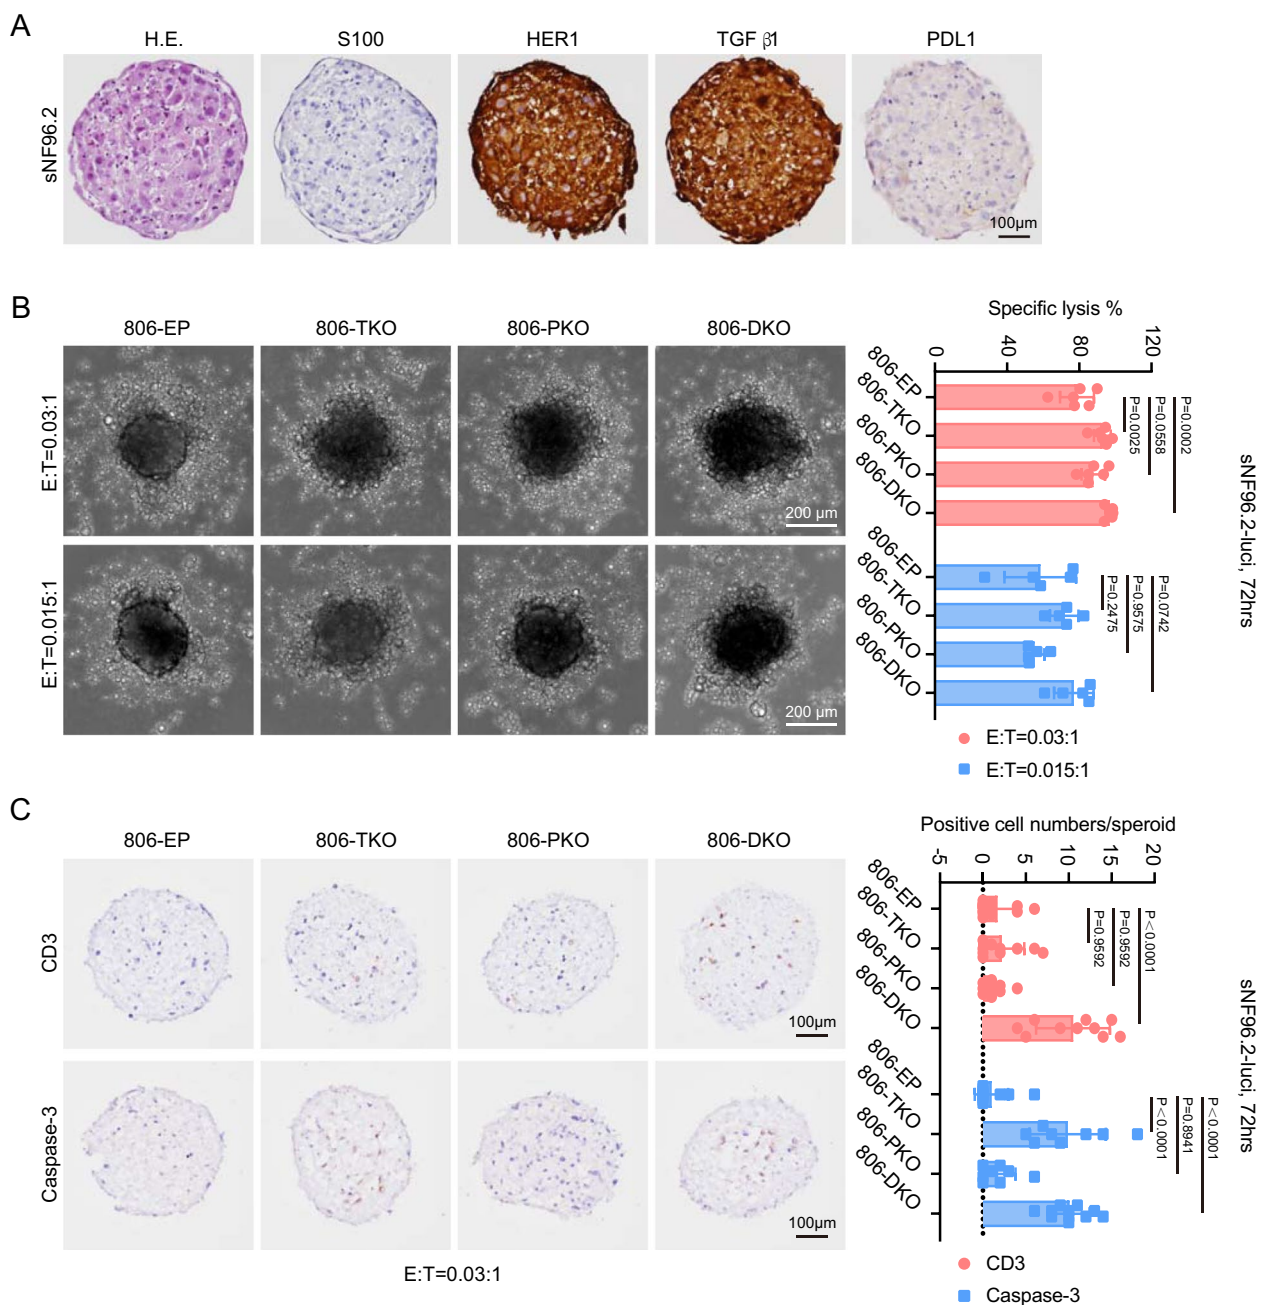 A
H.E.
S100
HER1
TGF β1
PDL1
sNF96.2
100μm
B
806-EP
806-TKO
806-PKO
806-DKO
E:T=0.03:1
200 μm
E:T=0.015:1
200 μm
Specific lysis %
0
40
80
120
806-EP
806-TKO
806-PKO
806-DKO
P=0.0025
P=0.0558
P=0.0002
806-EP
806-TKO
806-PKO
806-DKO
P=0.2475
P=0.9575
P=0.0742
sNF96.2-luci, 72hrs
E:T=0.03:1
E:T=0.015:1
C
806-EP
806-TKO
806-PKO
806-DKO
CD3
100μm
Caspase-3
100μm
E:T=0.03:1
Positive cell numbers/speroid
-5
0
5
10
15
20
806-EP
806-TKO
806-PKO
806-DKO
P=0.9592
P=0.9592
P<0.0001
806-EP
806-TKO
806-PKO
806-DKO
P<0.0001
P=0.8941
P<0.0001
sNF96.2-luci, 72hrs
CD3
Caspase-3